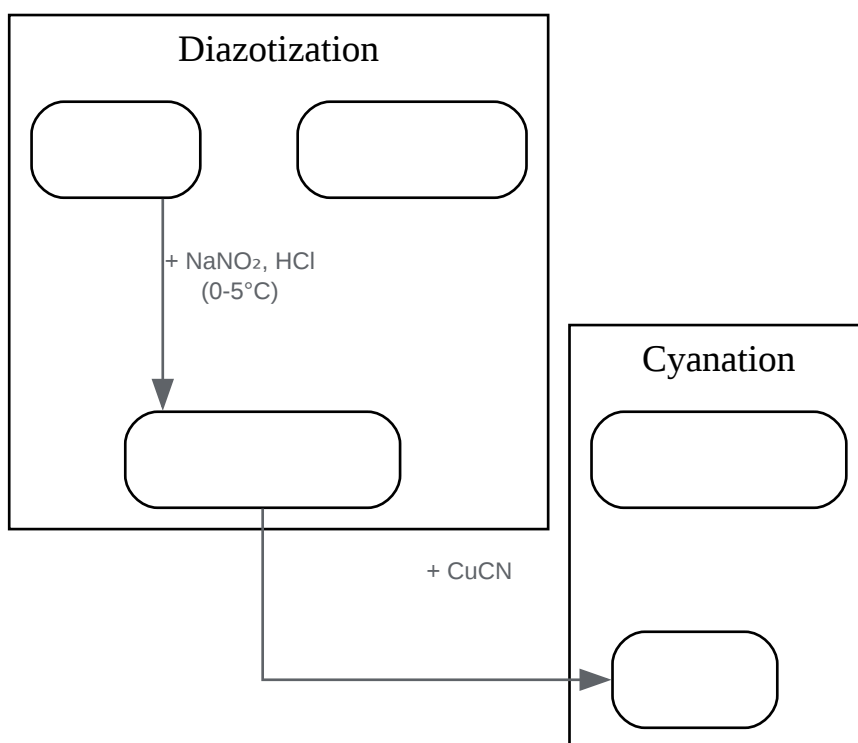 Diazotization
+ NaNO₂, HCl
(0-5°C)
Cyanation
+ CuCN